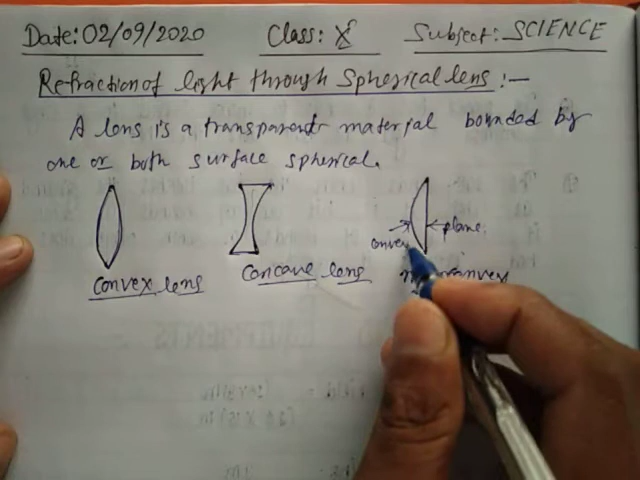 Date: 02/09/2020 Class: X Subject: SCIENCE
Refraction of light through Spherical lens :—
A lens is a transparent material bounded by
one or both surface spherical.
convex plane
Convex lens Concave lens